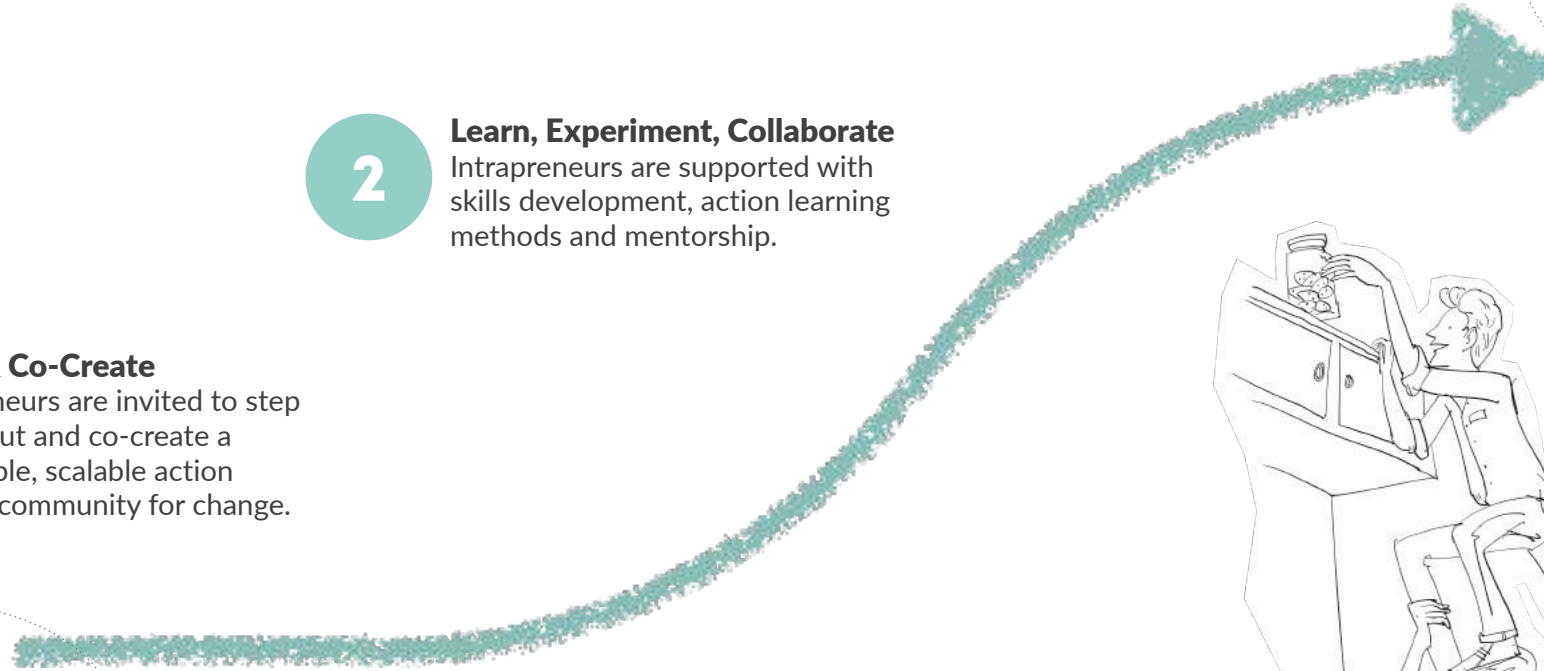 2
Learn, Experiment, Collaborate
Intrapreneurs are supported with
skills development, action learning
methods and mentorship.
Co-Create
neurs are invited to step
ut and co-create a
ble, scalable action
community for change.